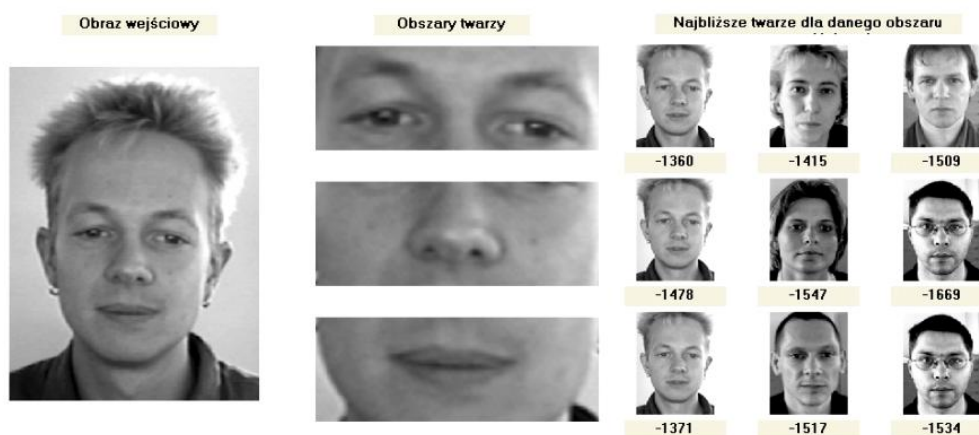 Obraz wejściowy
Obszary twarzy
Najbliższe twarze dla danego obszaru
-1360 -1415 -1509
-1478 -1547 -1669
-1371 -1517 -1534